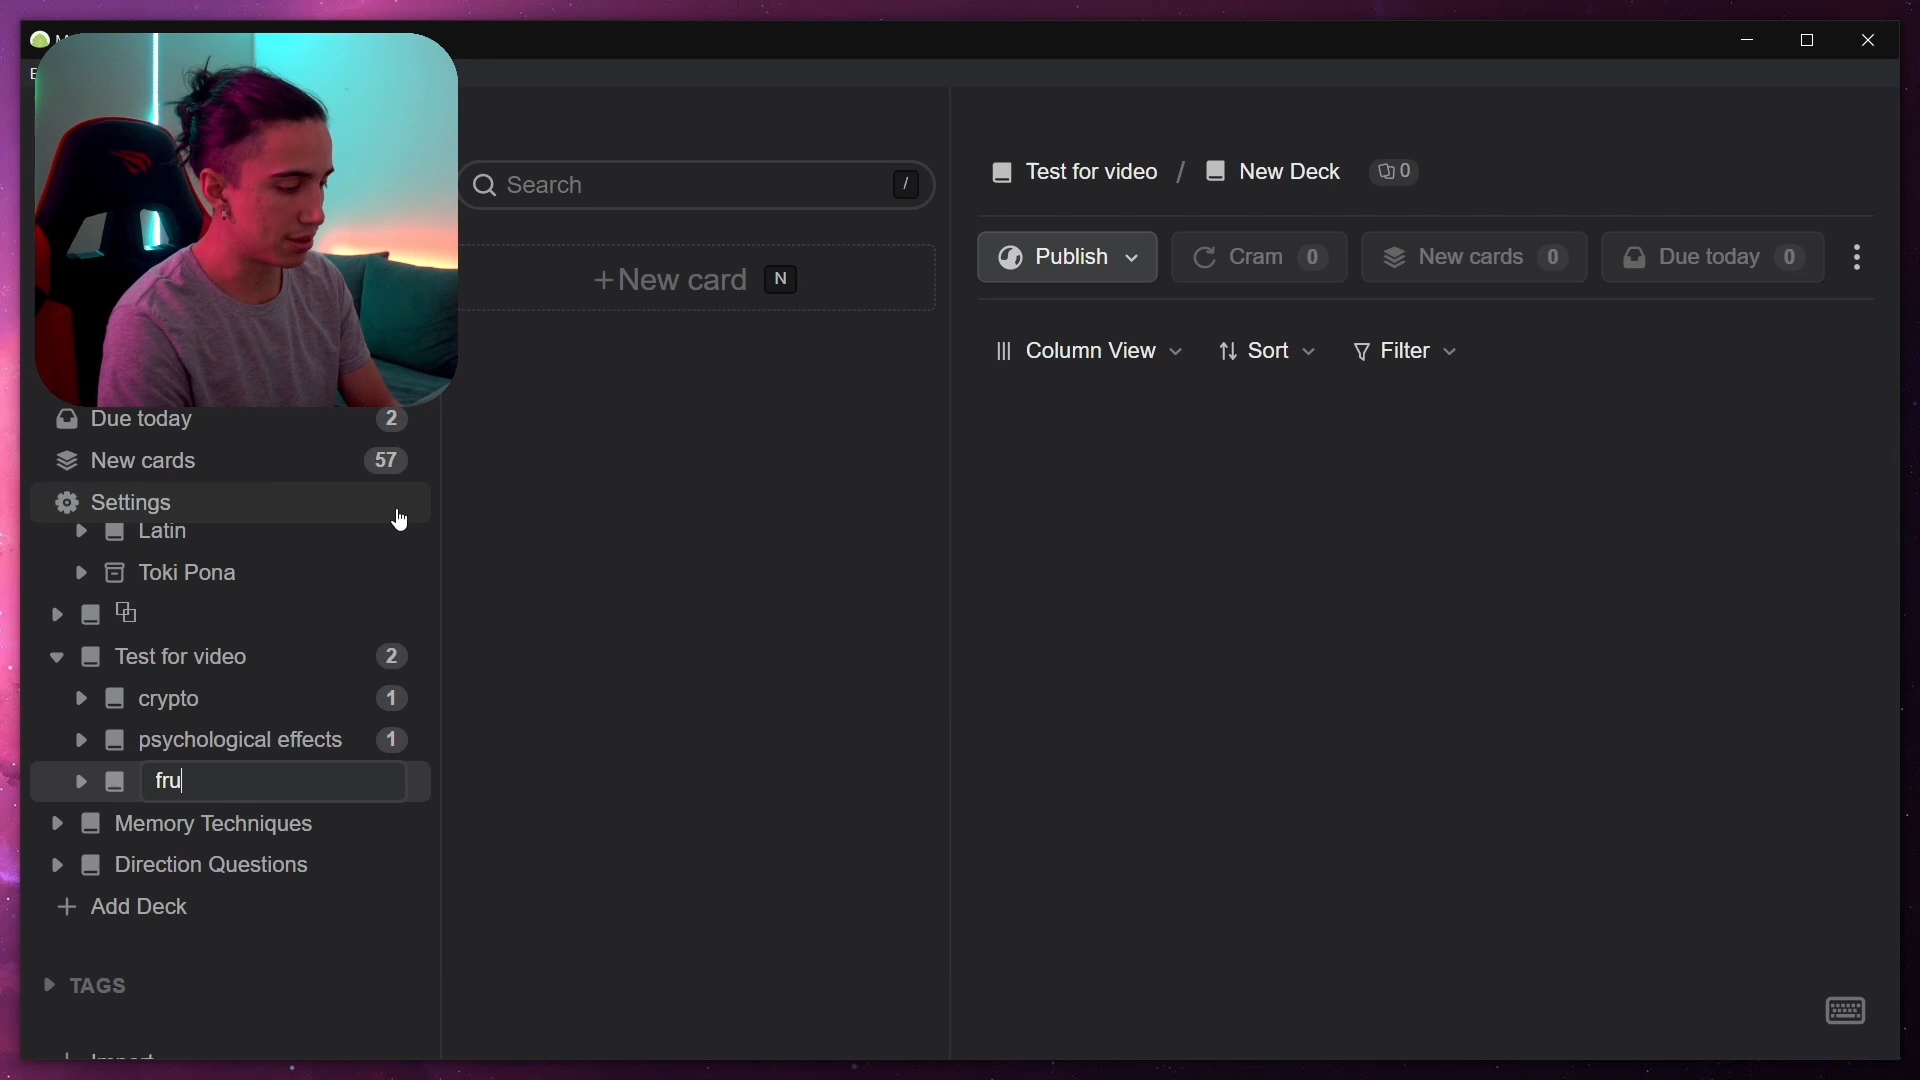 Search /
+ New card N
Test for video / New Deck 0
Publish
Cram 0
New cards 0
Due today 0
Column View
Sort
Filter
Due today 2
New cards 57
Settings
Latin
Toki Pona
Test for video 2
crypto 1
psychological effects 1
fru
Memory Techniques
Direction Questions
+ Add Deck
TAGS